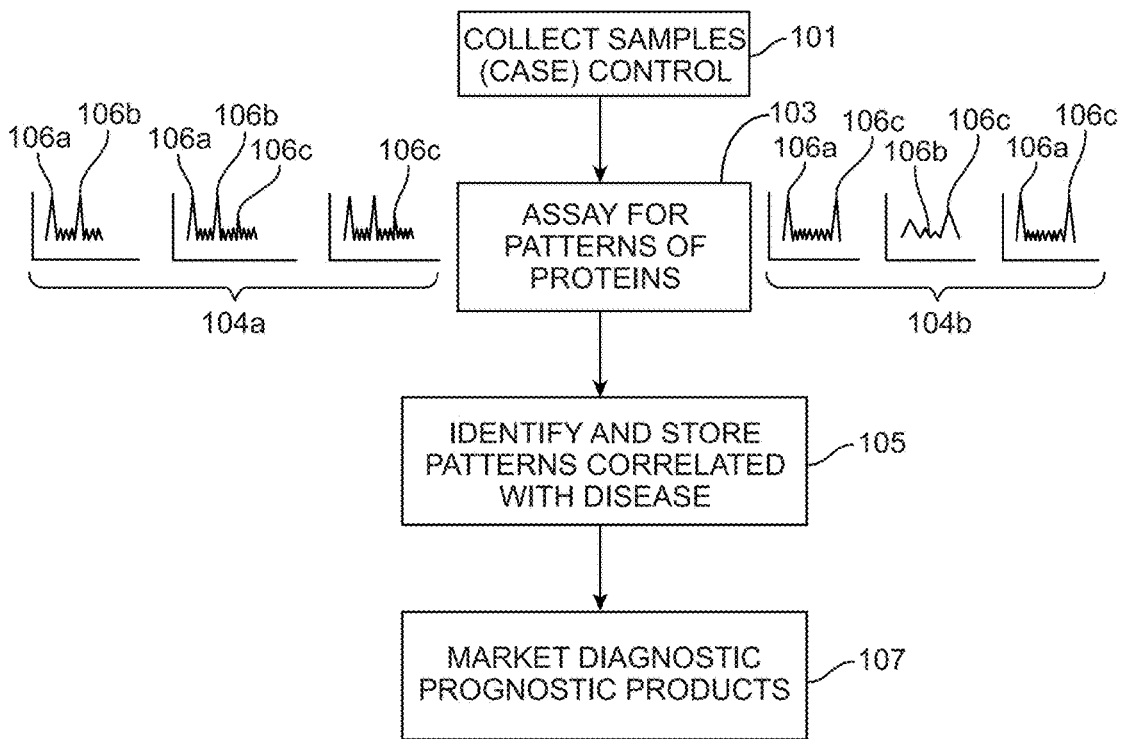 COLLECT SAMPLES
(CASE) CONTROL
101
106a
106b
106a
106b
106c
106c
104a
103
ASSAY FOR
PATTERNS OF
PROTEINS
106a
106c
106b
106c
106a
106c
104b
IDENTIFY AND STORE
PATTERNS CORRELATED
WITH DISEASE
105
MARKET DIAGNOSTIC
PROGNOSTIC PRODUCTS
107